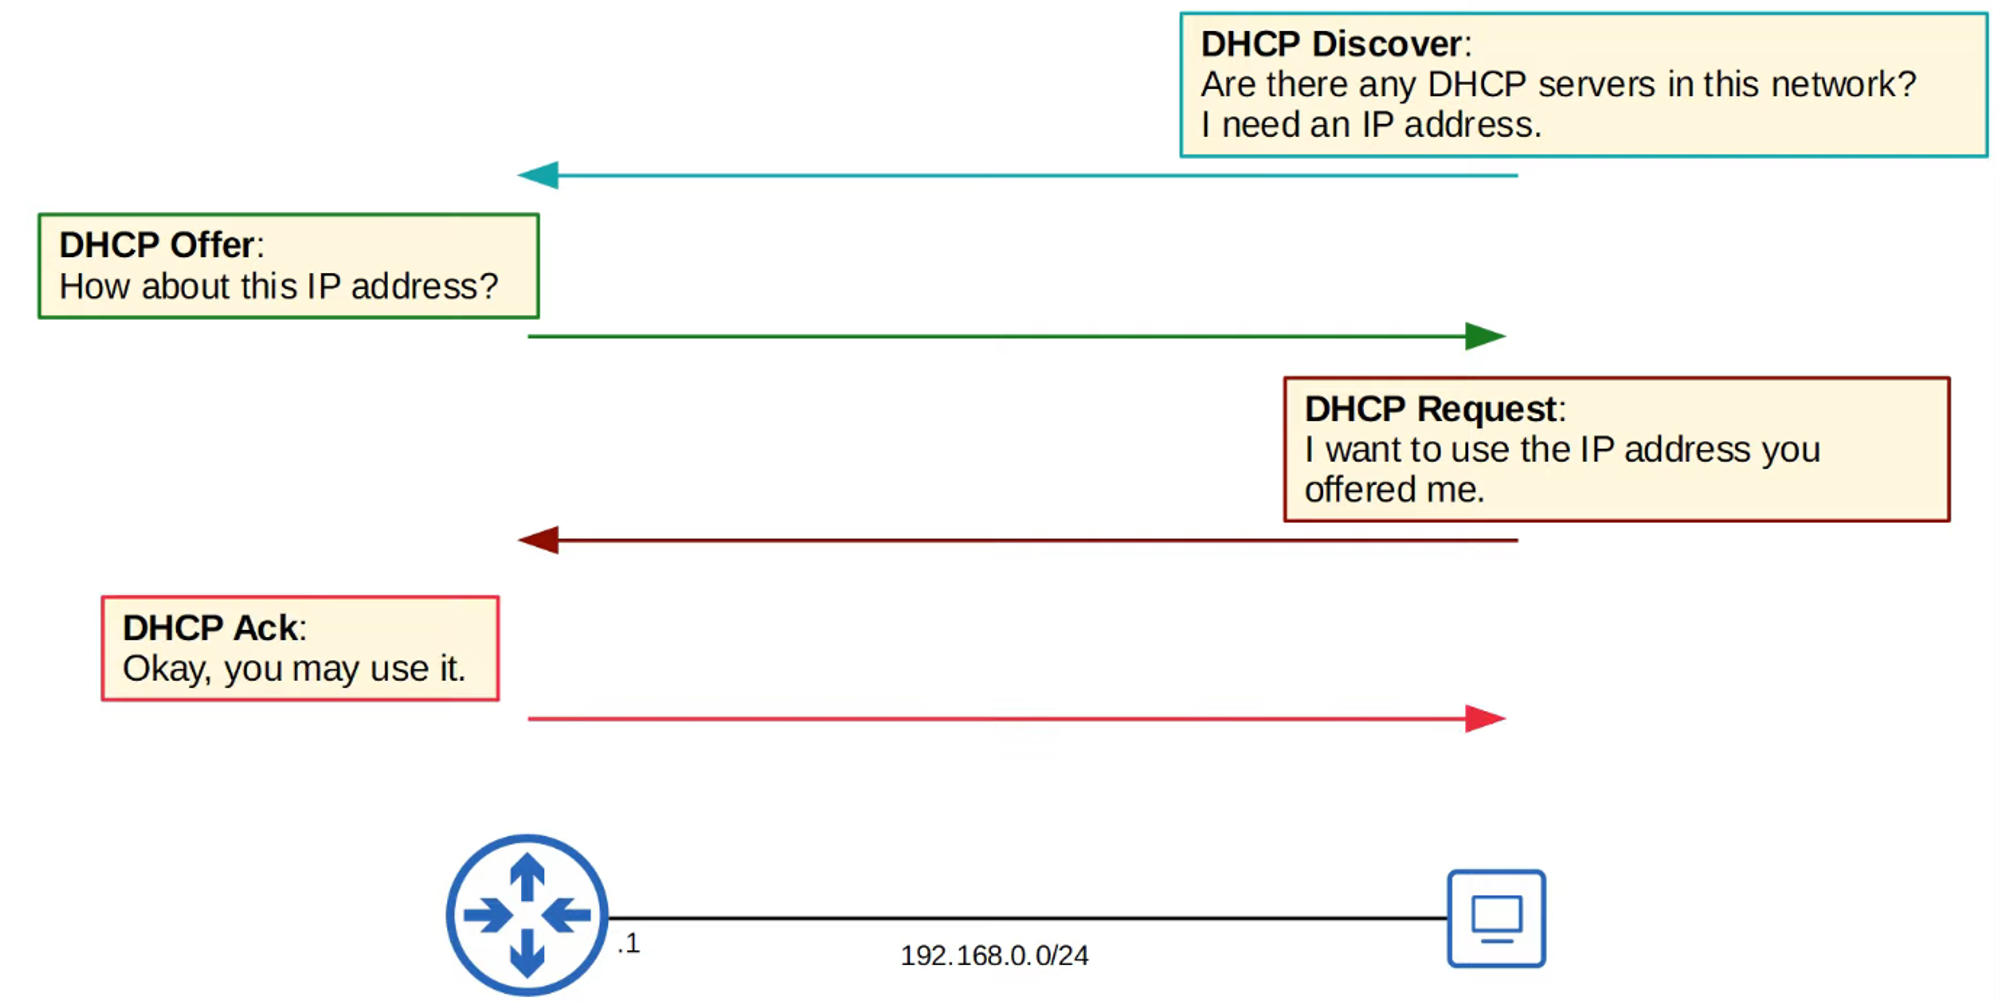 DHCP Discover:
Are there any DHCP servers in this network?
I need an IP address.
DHCP Offer:
How about this IP address?
DHCP Request:
I want to use the IP address you
offered me.
DHCP Ack:
Okay, you may use it.
.1
192.168.0.0/24